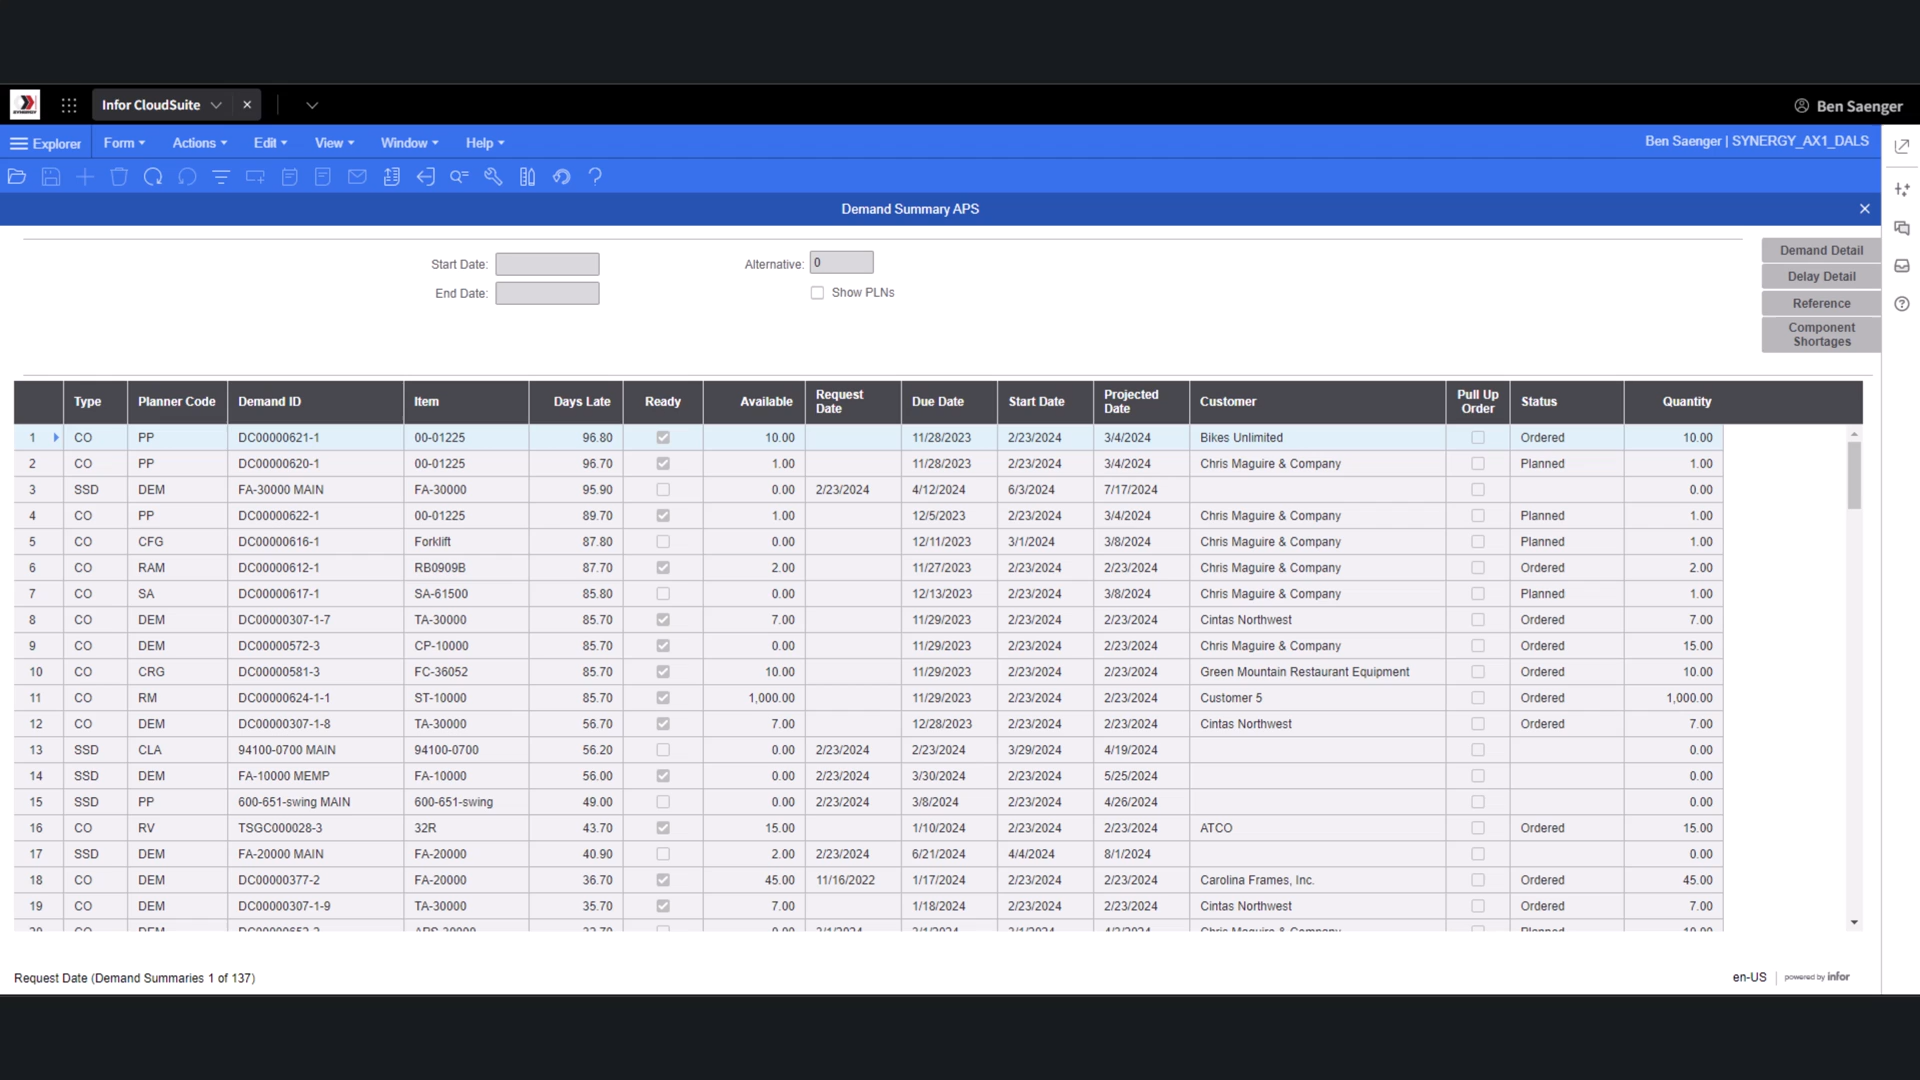 SYNERGY
Infor CloudSuite
Ben Saenger
Explorer Form Actions Edit View Window Help Ben Saenger | SYNERGY_AX1_DALS
Demand Summary APS
Start Date: Alternative: 0
End Date: Show PLNs
Demand Detail
Delay Detail
Reference
Component
Shortages
Type Planner Code Demand ID Item Days Late Ready Available Request Date Due Date Start Date Projected Date Customer Pull Up Order Status Quantity
1 CO PP DC00000621-1 00-01225 96.80 10.00 11/28/2023 2/23/2024 3/4/2024 Bikes Unlimited Ordered 10.00
2 CO PP DC00000620-1 00-01225 96.70 1.00 11/28/2023 2/23/2024 3/4/2024 Chris Maguire & Company Planned 1.00
3 SSD DEM FA-30000 MAIN FA-30000 95.90 0.00 2/23/2024 4/12/2024 6/3/2024 7/17/2024 0.00
4 CO PP DC00000622-1 00-01225 89.70 1.00 12/5/2023 2/23/2024 3/4/2024 Chris Maguire & Company Planned 1.00
5 CO CFG DC00000616-1 Forklift 87.80 0.00 12/11/2023 3/1/2024 3/8/2024 Chris Maguire & Company Planned 1.00
6 CO RAM DC00000612-1 RB0909B 87.70 2.00 11/27/2023 2/23/2024 2/23/2024 Chris Maguire & Company Ordered 2.00
7 CO SA DC00000617-1 SA-61500 85.80 0.00 12/13/2023 2/23/2024 3/8/2024 Chris Maguire & Company Planned 1.00
8 CO DEM DC00000307-1-7 TA-30000 85.70 7.00 11/29/2023 2/23/2024 2/23/2024 Cintas Northwest Ordered 7.00
9 CO DEM DC00000572-3 CP-10000 85.70 0.00 11/29/2023 2/23/2024 2/23/2024 Chris Maguire & Company Ordered 15.00
10 CO CRG DC00000581-3 FC-36052 85.70 10.00 11/29/2023 2/23/2024 2/23/2024 Green Mountain Restaurant Equipment Ordered 10.00
11 CO RM DC00000624-1-1 ST-10000 85.70 1,000.00 11/29/2023 2/23/2024 2/23/2024 Customer 5 Ordered 1,000.00
12 CO DEM DC00000307-1-8 TA-30000 56.70 7.00 12/28/2023 2/23/2024 2/23/2024 Cintas Northwest Ordered 7.00
13 SSD CLA 94100-0700 MAIN 94100-0700 56.20 0.00 2/23/2024 2/23/2024 3/29/2024 4/19/2024 0.00
14 SSD DEM FA-10000 MEMP FA-10000 56.00 0.00 2/23/2024 3/30/2024 2/23/2024 5/25/2024 0.00
15 SSD PP 600-651-swing MAIN 600-651-swing 49.00 0.00 2/23/2024 3/8/2024 2/23/2024 4/26/2024 0.00
16 CO RV TSGC000028-3 32R 43.70 15.00 1/10/2024 2/23/2024 2/23/2024 ATCO Ordered 15.00
17 SSD DEM FA-20000 MAIN FA-20000 40.90 2.00 2/23/2024 6/21/2024 4/4/2024 8/1/2024 0.00
18 CO DEM DC00000377-2 FA-20000 36.70 45.00 11/16/2022 1/17/2024 2/23/2024 2/23/2024 Carolina Frames, Inc. Ordered 45.00
19 CO DEM DC00000307-1-9 TA-30000 35.70 7.00 1/18/2024 2/23/2024 2/23/2024 Cintas Northwest Ordered 7.00
Request Date (Demand Summaries 1 of 137) en-US powered by infor